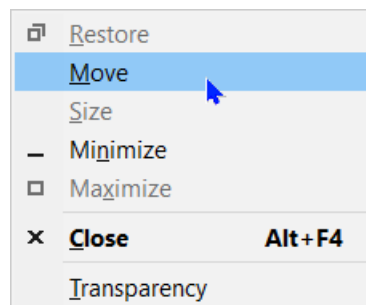 Restore
Move
Size
Minimize
Maximize
Close Alt+F4
Transparency